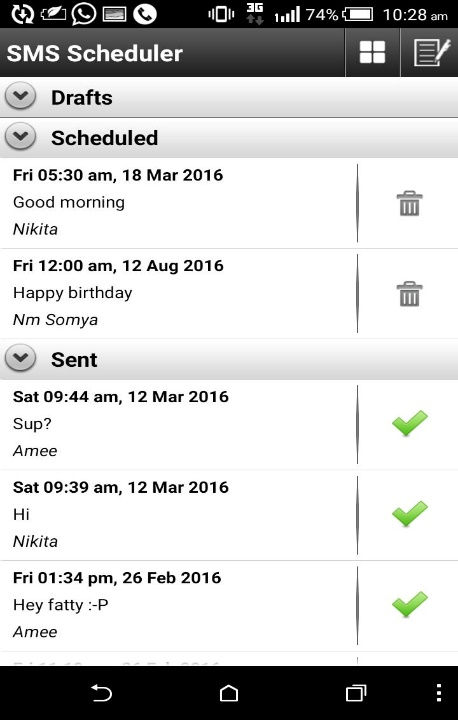 3G 74% 10:28 am
SMS Scheduler
Drafts
Scheduled
Fri 05:30 am, 18 Mar 2016
Good morning
Nikita
Fri 12:00 am, 12 Aug 2016
Happy birthday
Nm Somya
Sent
Sat 09:44 am, 12 Mar 2016
Sup?
Amee
Sat 09:39 am, 12 Mar 2016
Hi
Nikita
Fri 01:34 pm, 26 Feb 2016
Hey fatty :-P
Amee